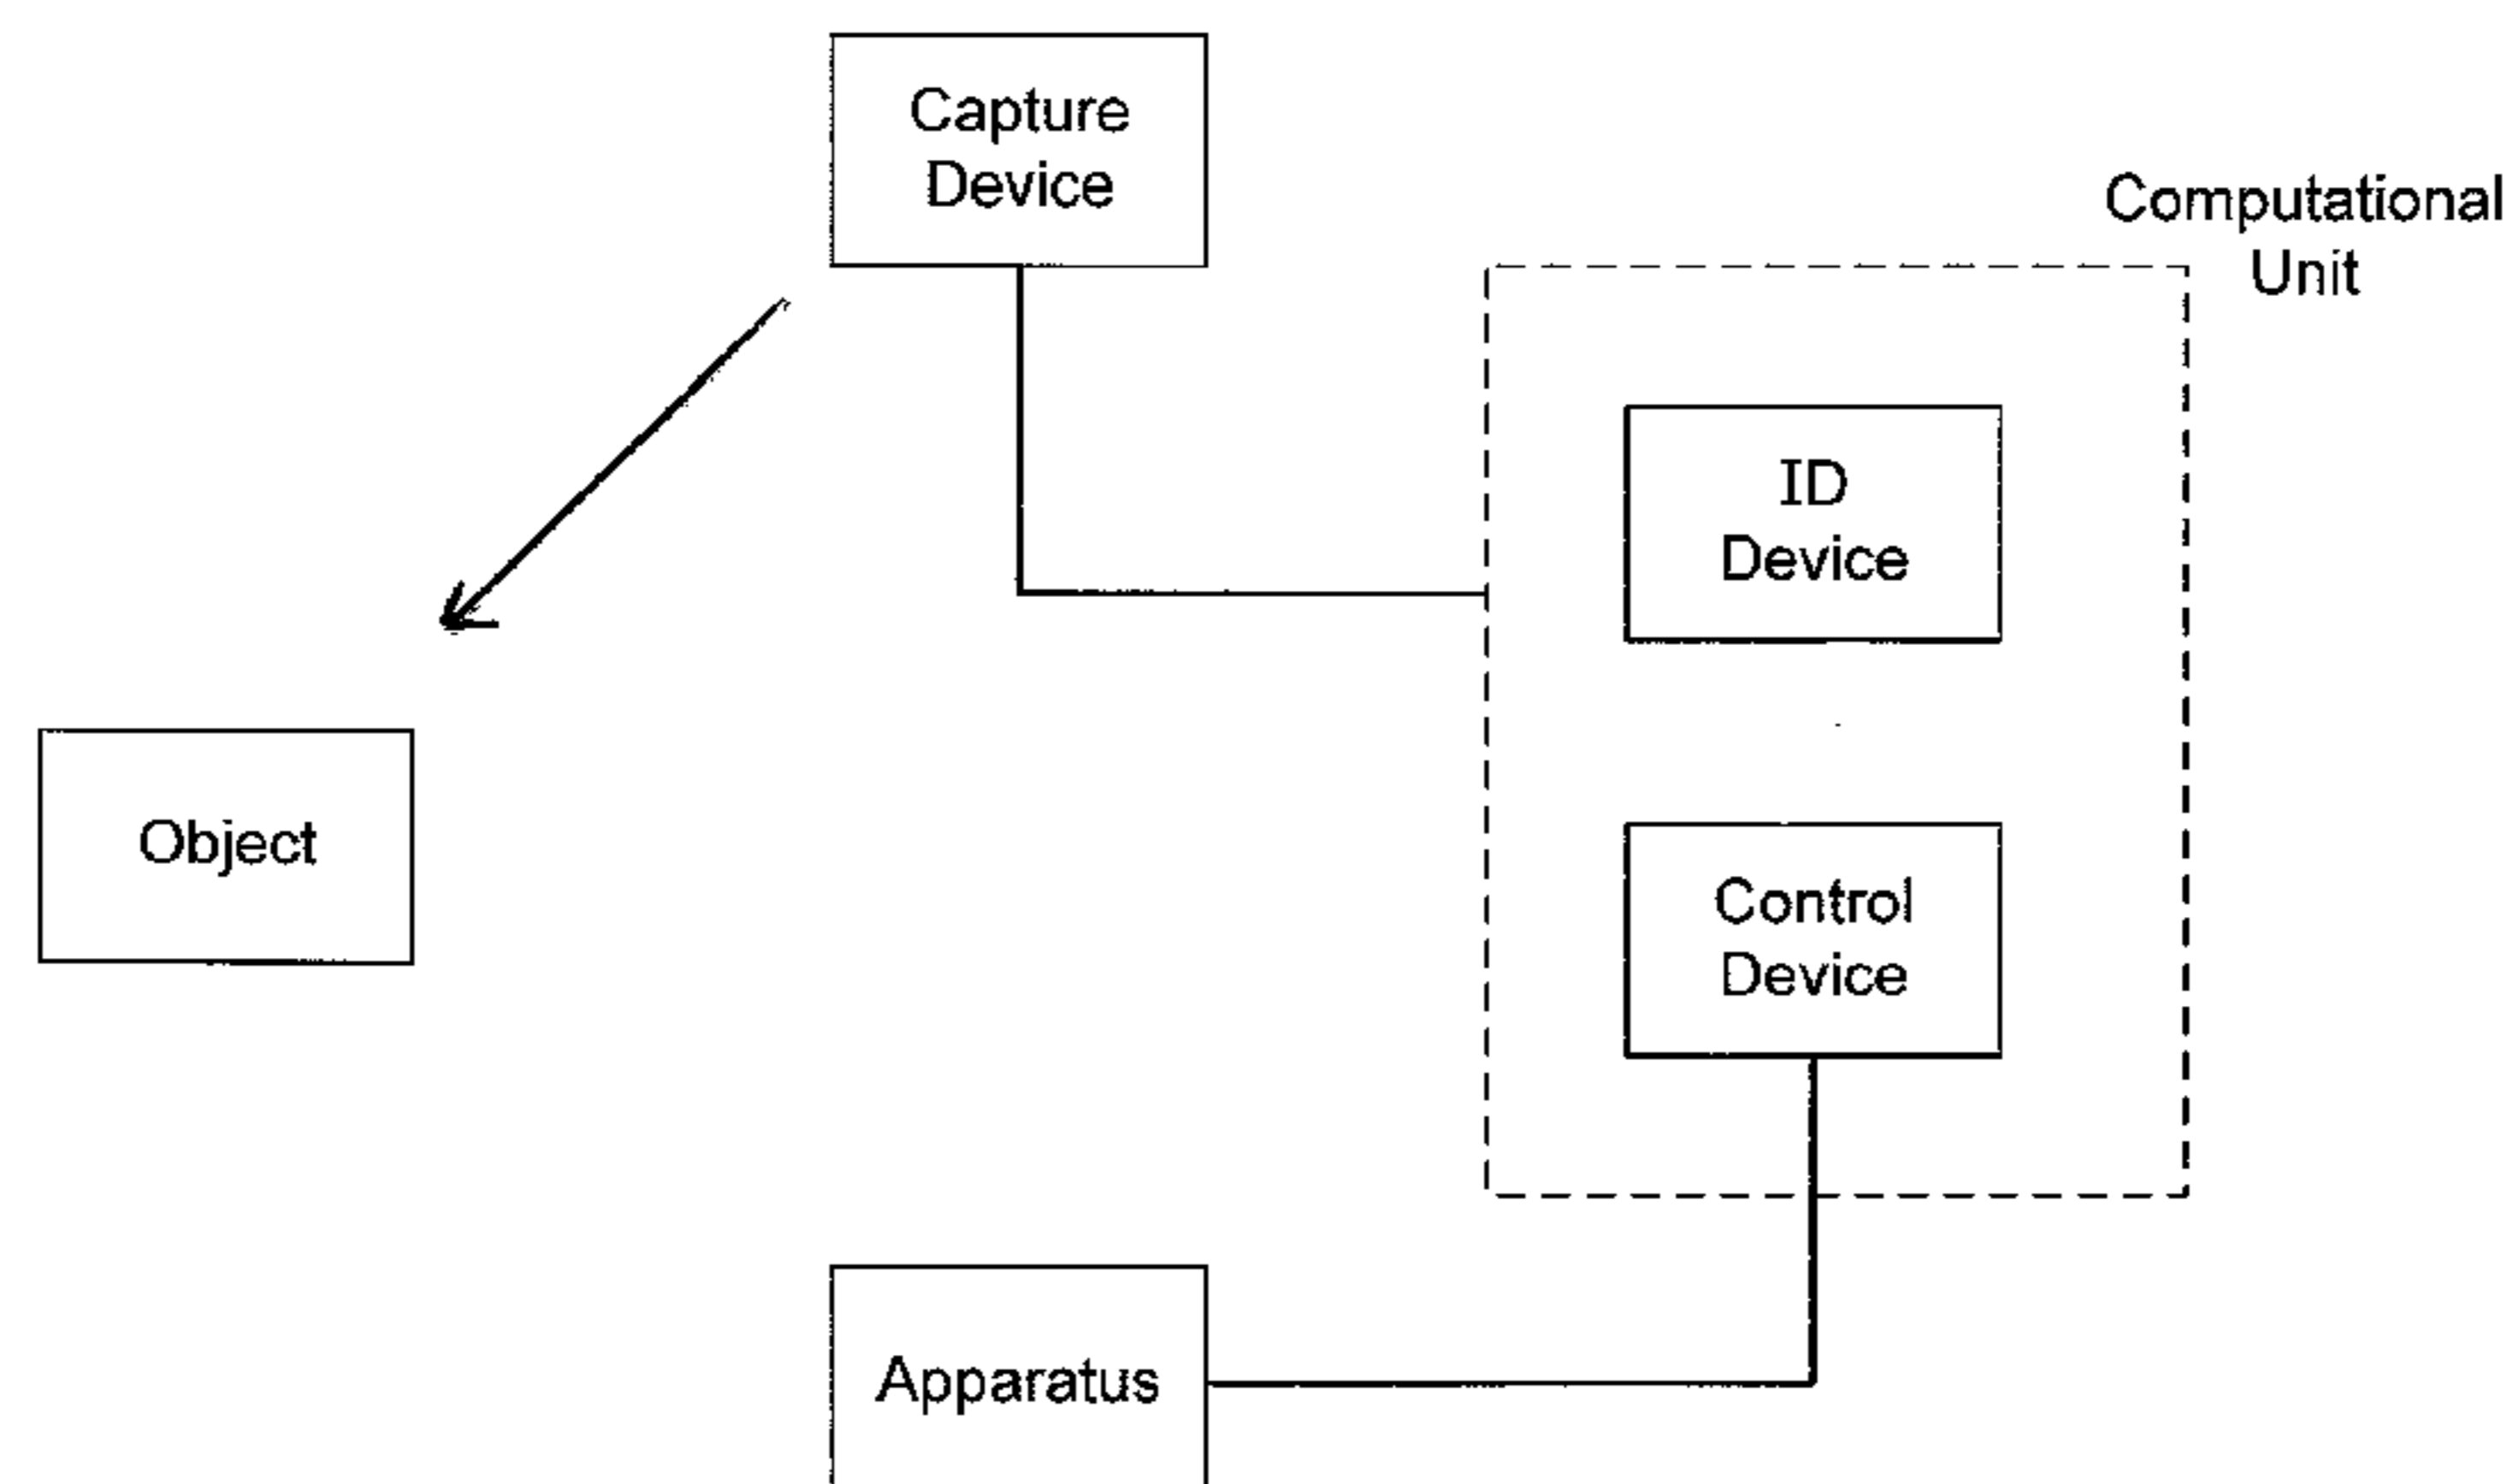 Capture
Device
Computational
Unit
ID
Device
Object
Control
Device
Apparatus